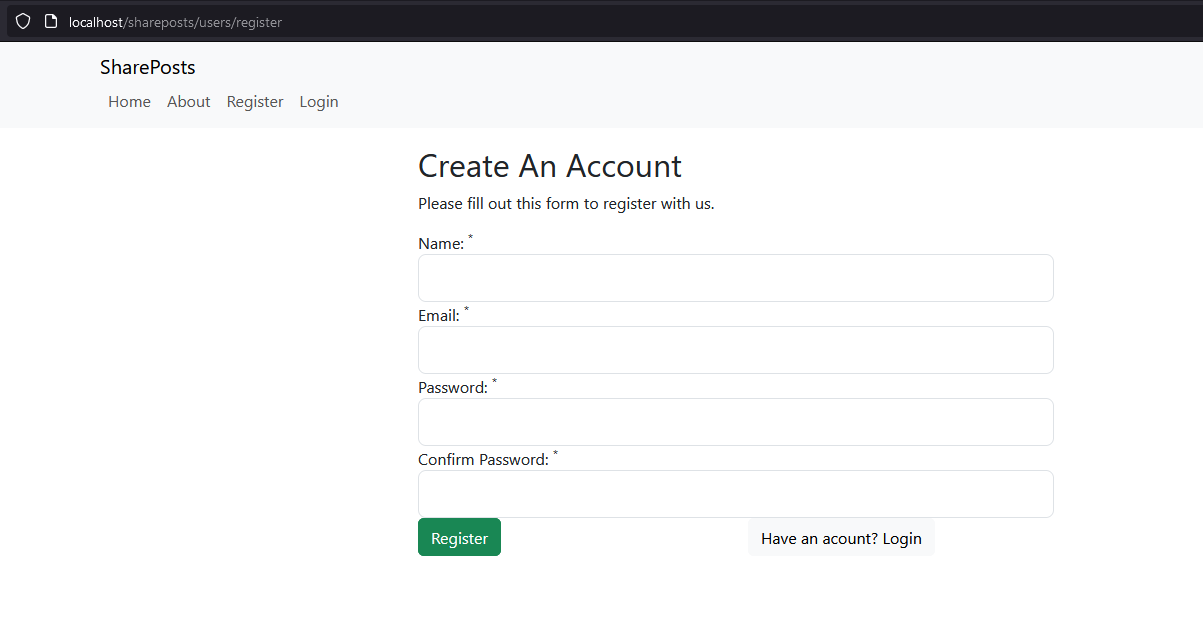 localhost/shareposts/users/register
SharePosts
Home About Register Login
Create An Account
Please fill out this form to register with us.
Name: *
Email: *
Password: *
Confirm Password: *
Register Have an acount? Login